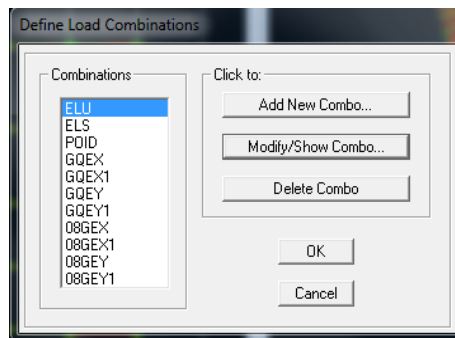 Define Load Combinations
Combinations
ELU
ELS
POID
GQEX
GQEX1
GQEY
GQEY1
08GEX
08GEX1
08GEY
08GEY1
Click to:
Add New Combo...
Modify/Show Combo...
Delete Combo
OK
Cancel